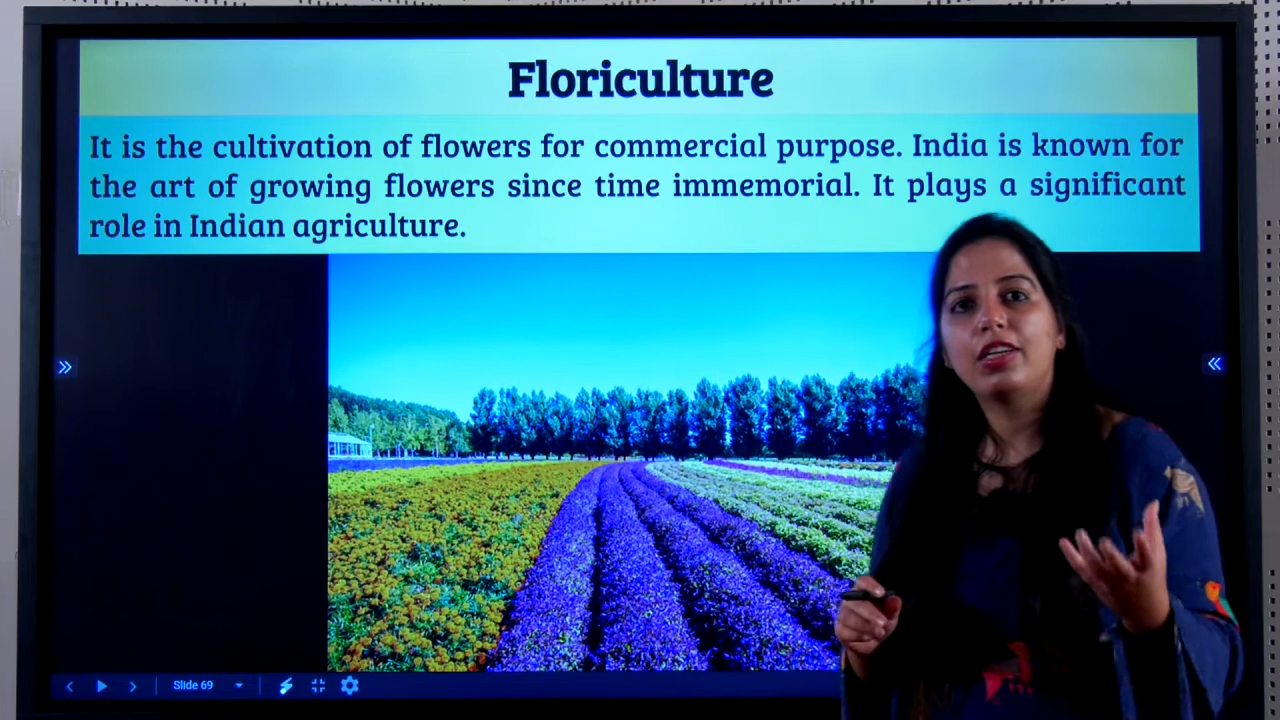 Floriculture
It is the cultivation of flowers for commercial purpose. India is known for
the art of growing flowers since time immemorial. It plays a significant
role in Indian agriculture.
Slide 69